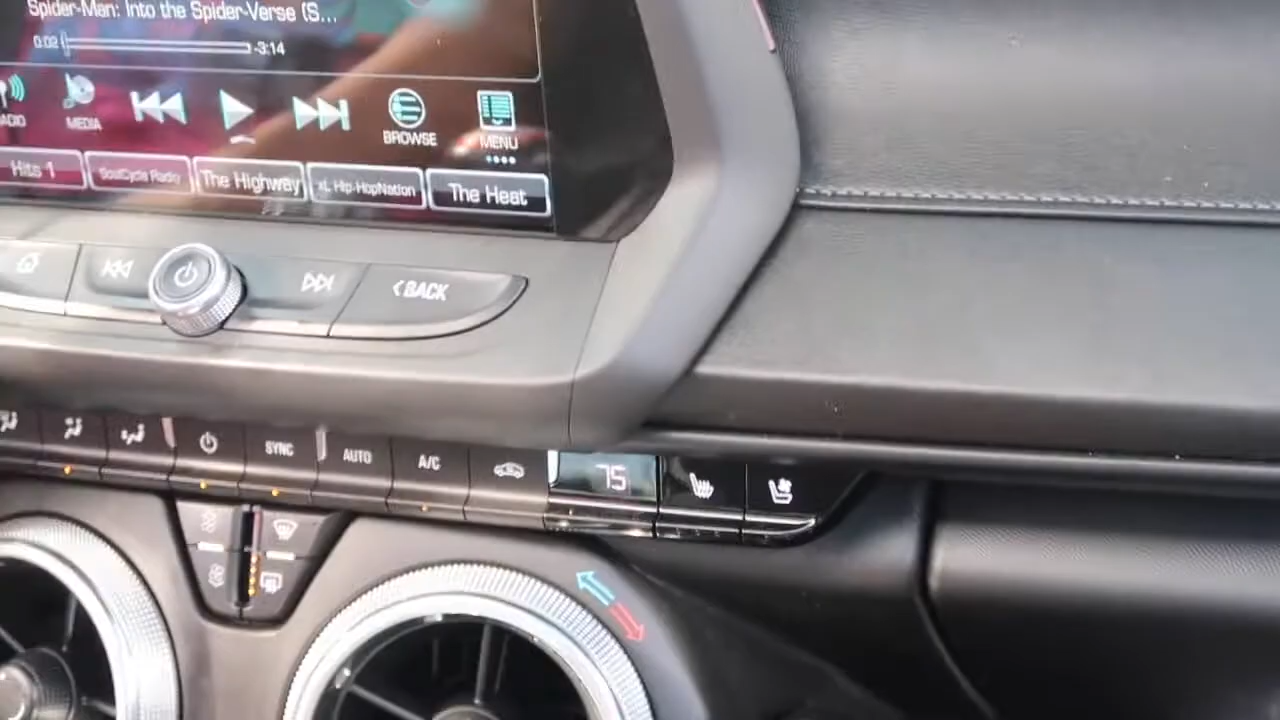 Spider-Man: Into the Spider-Verse (S...
0:02 -3:14
ADIO MEDIA BROWSE MENU
Hits 1 SoulCycle Radio The Highway xL Hip-HopNation The Heat
BACK
SYNC AUTO A/C 75